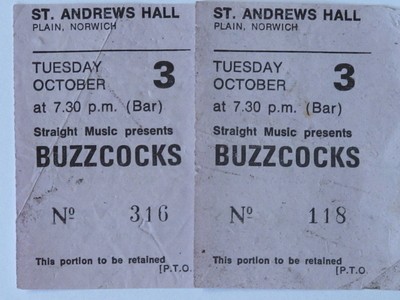 ST. ANDREWS HALL
PLAIN, NORWICH
TUESDAY
OCTOBER 3
at 7.30 p.m. (Bar)
Straight Music presents
BUZZCOCKS
Nº 316
This portion to be retained
[P.T.O.
ST. ANDREWS HALL
PLAIN, NORWICH
TUESDAY
OCTOBER 3
at 7.30 p.m. (Bar)
Straight Music presents
BUZZCOCKS
Nº 118
This portion to be retained
[P.T.O.